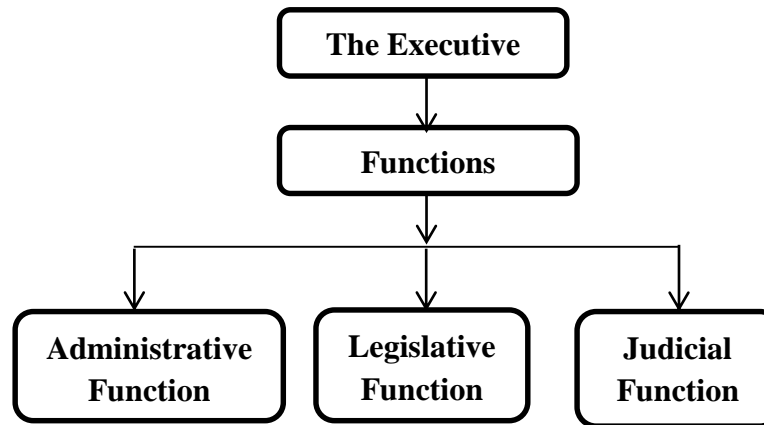 The Executive
Functions
Administrative
Function
Legislative
Function
Judicial
Function